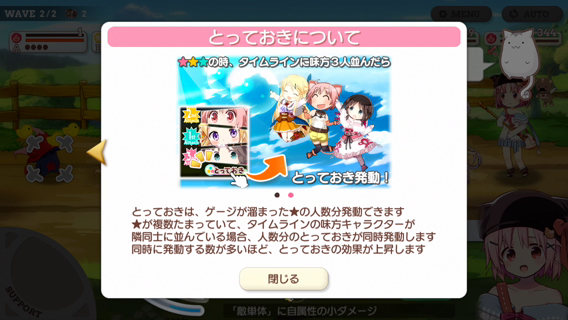 WAVE 2/2
MENU
AUTO
とっておきについて
★★★の時、タイムラインに味方3人並んだら
とっておき
とっておき発動！
とっておきは、ゲージが溜まった★の人数分発動できます
★が複数たまっていて、タイムラインの味方キャラクターが
隣同士に並んでいる場合、人数分のとっておきが同時発動します
同時に発動する数が多いほど、とっておきの効果が上昇します
閉じる
SUPPORT
「敵単体」に自属性の小ダメージ